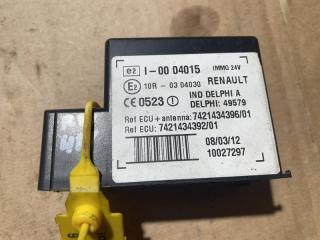 e2 I-00 04015 IMMO 24V
E2 10R - 03 04030 RENAULT
CE 0523 ! IND DELPHI A
DELPHI: 49579
Ref ECU + antenna: 7421434396/01
Ref ECU: 7421434392/01
08/03/12
10027297